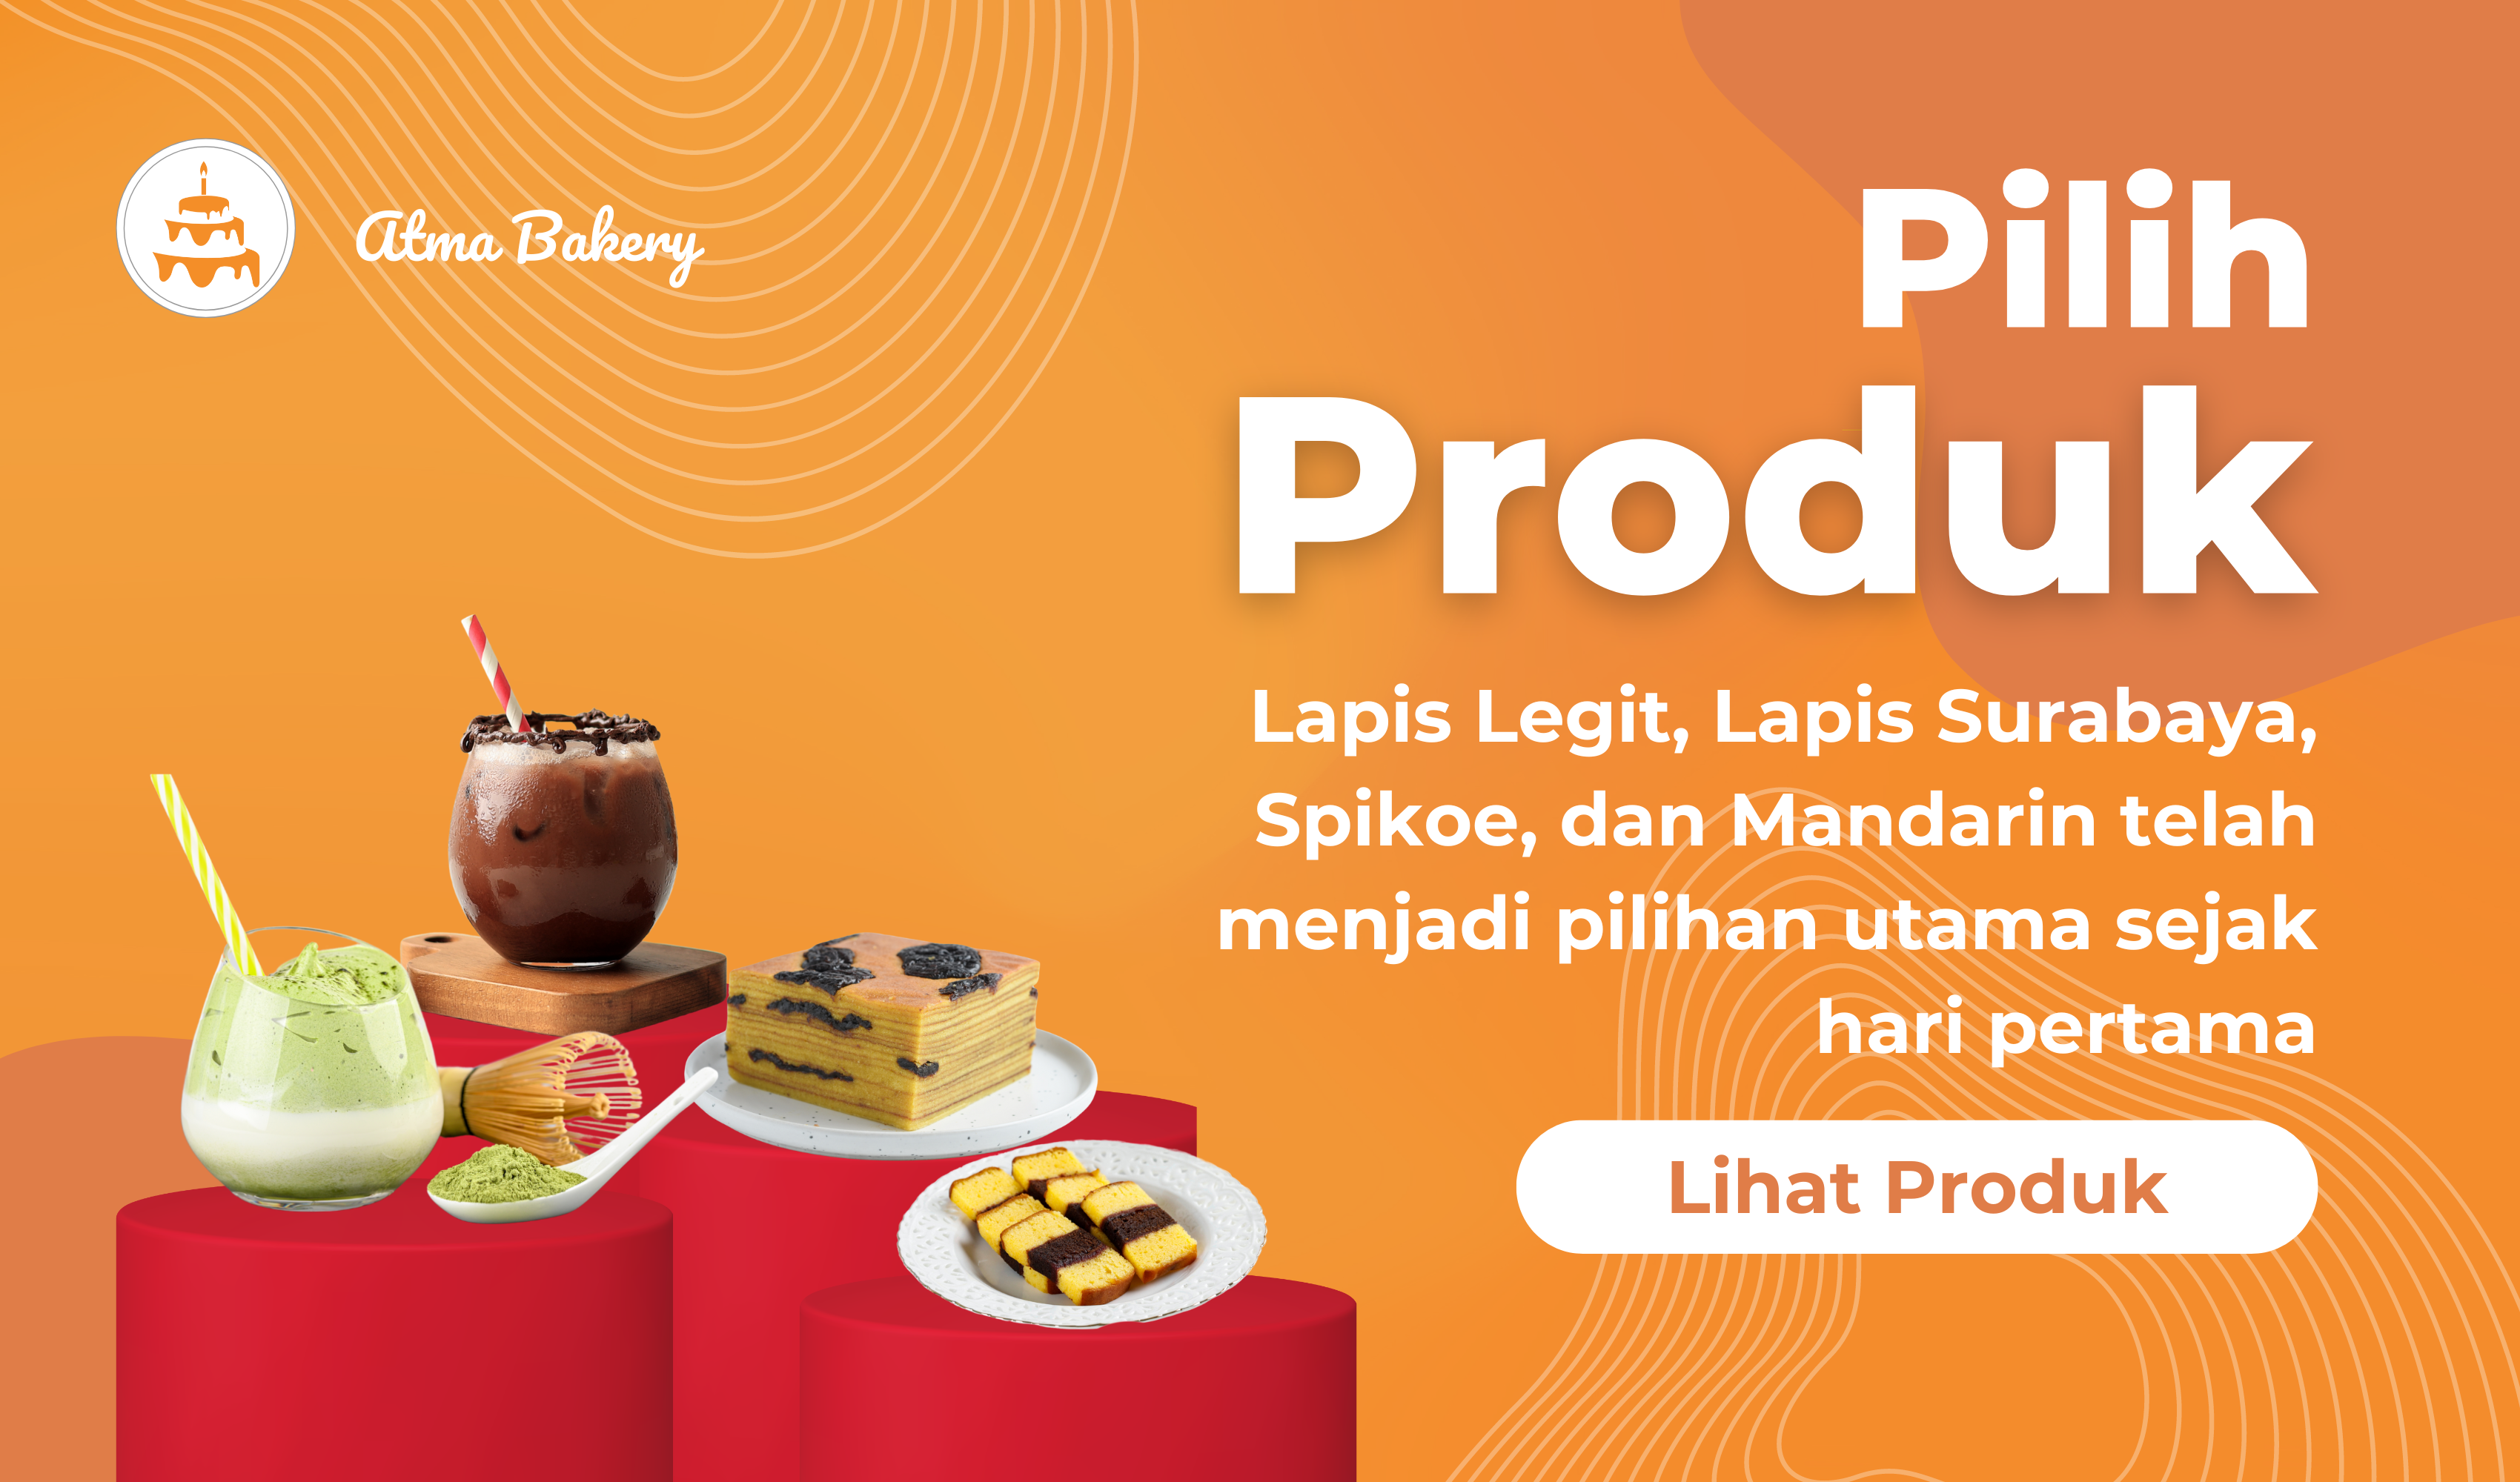 Atma Bakery
Pilih
Produk
Lapis Legit, Lapis Surabaya,
Spikoe, dan Mandarin telah
menjadi pilihan utama sejak
hari pertama
Lihat Produk